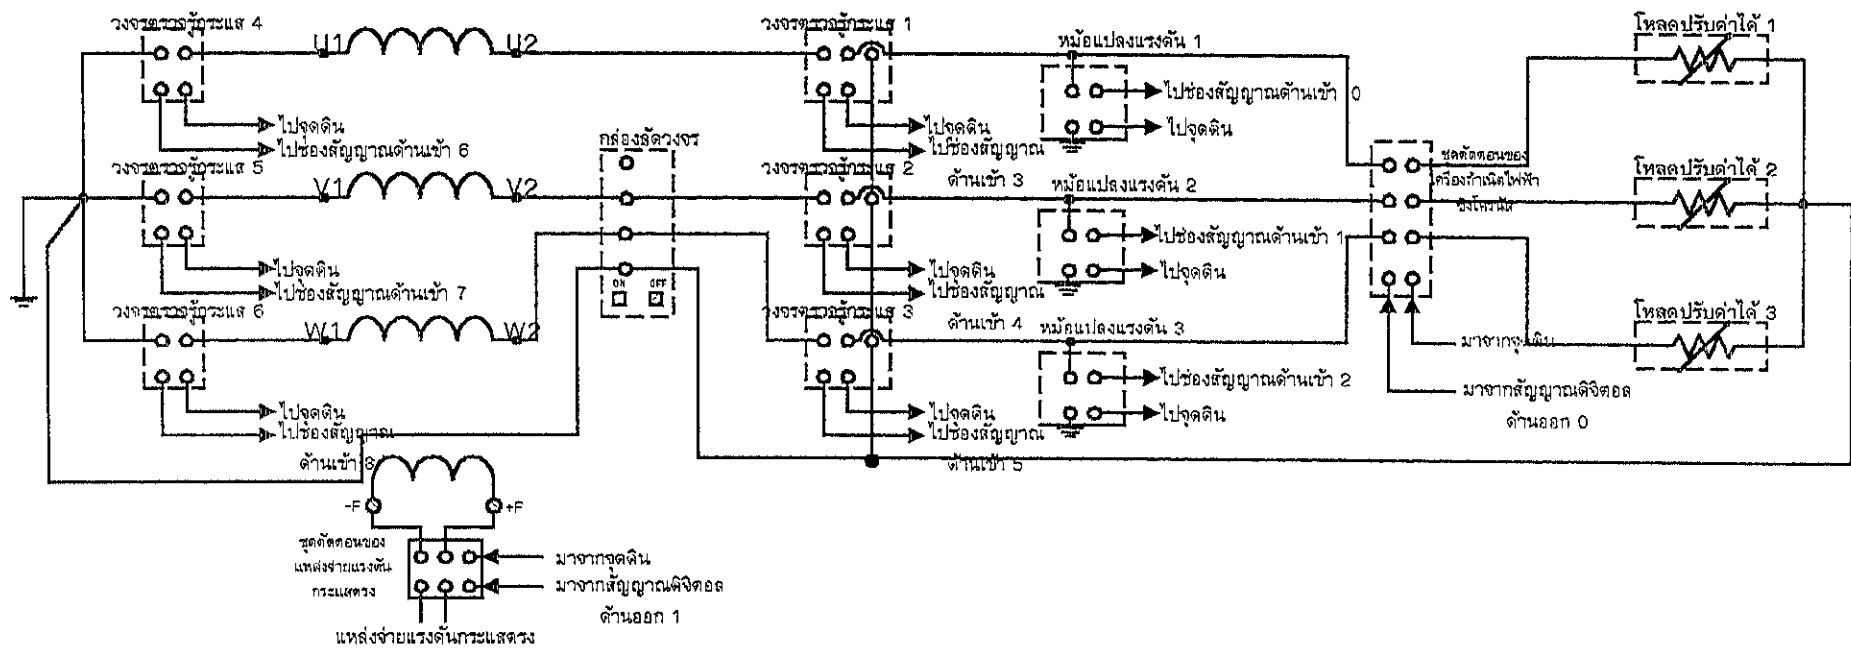 วงจรตรวจรู้กระแส 4
วงจรตรวจรู้กระแส 1
โหลดปรับค่าได้ 1
U1
U2
หม้อแปลงแรงดัน 1
ไปช่องสัญญาณด้านเข้า 0
ไปจุดดิน
ไปช่องสัญญาณด้านเข้า 6
กล่องลัดวงจร
ไปจุดดิน
ไปช่องสัญญาณ
ด้านเข้า 3
ไปจุดดิน
วงจรตรวจรู้กระแส 5
วงจรตรวจรู้กระแส 2
ชุดตัดตอนของ
เครื่องกำเนิดไฟฟ้า
ซิงโครนัส
โหลดปรับค่าได้ 2
V1
V2
หม้อแปลงแรงดัน 2
ไปช่องสัญญาณด้านเข้า 1
ไปจุดดิน
ไปจุดดิน
ไปช่องสัญญาณด้านเข้า 7
ON
OFF
ไปจุดดิน
ไปช่องสัญญาณ
ด้านเข้า 4
วงจรตรวจรู้กระแส 6
วงจรตรวจรู้กระแส 3
โหลดปรับค่าได้ 3
W1
W2
หม้อแปลงแรงดัน 3
มาจากจุดดิน
ไปช่องสัญญาณด้านเข้า 2
ไปจุดดิน
มาจากสัญญาณดิจิตอล
ด้านออก 0
ไปจุดดิน
ไปช่องสัญญาณ
ด้านเข้า 8
ไปจุดดิน
ไปช่องสัญญาณ
ด้านเข้า 5
-F
+F
ชุดตัดตอนของ
แหล่งจ่ายแรงดัน
กระแสตรง
มาจากจุดดิน
มาจากสัญญาณดิจิตอล
ด้านออก 1
แหล่งจ่ายแรงดันกระแสตรง